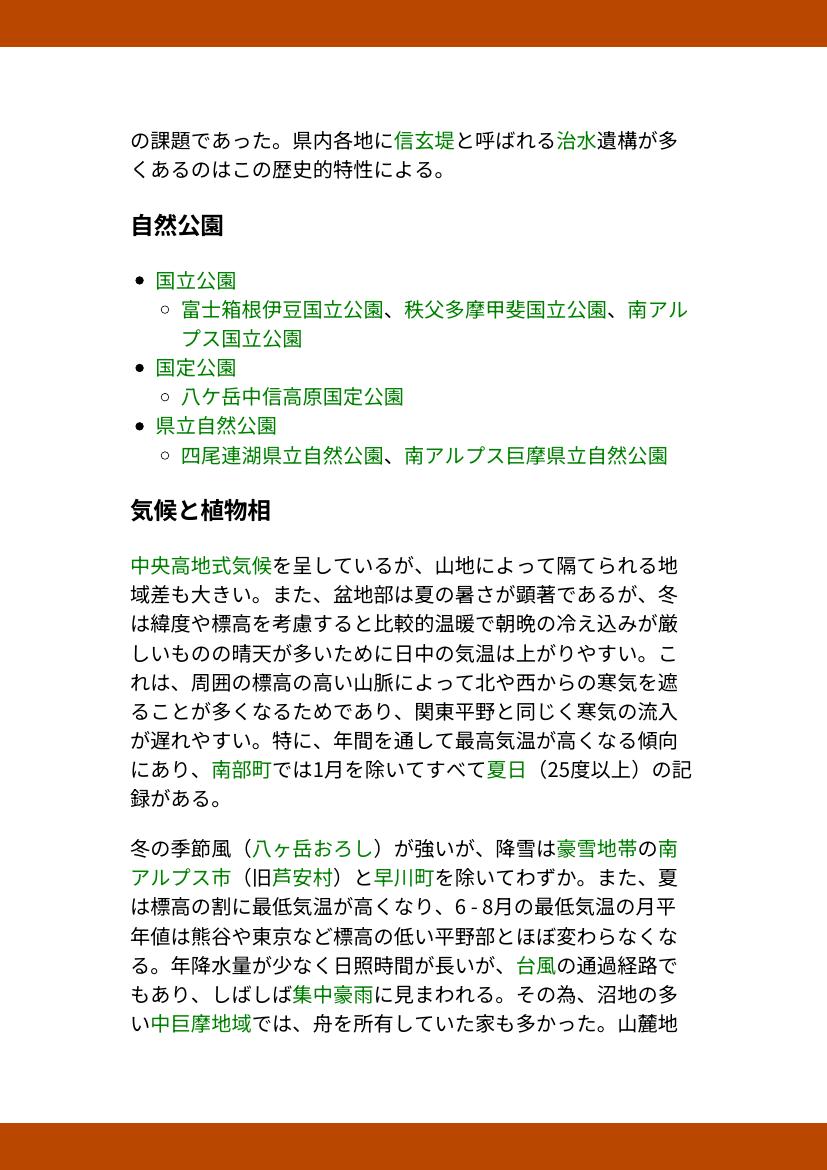 の課題であった。県内各地に信玄堤と呼ばれる治水遺構が多
くあるのはこの歴史的特性による。
自然公園
国立公園
富士箱根伊豆国立公園、秩父多摩甲斐国立公園、南アル
プス国立公園
国定公園
八ケ岳中信高原国定公園
県立自然公園
四尾連湖県立自然公園、南アルプス巨摩県立自然公園
気候と植物相
中央高地式気候を呈しているが、山地によって隔てられる地
域差も大きい。また、盆地部は夏の暑さが顕著であるが、冬
は緯度や標高を考慮すると比較的温暖で朝晩の冷え込みが厳
しいものの晴天が多いために日中の気温は上がりやすい。こ
れは、周囲の標高の高い山脈によって北や西からの寒気を遮
ることが多くなるためであり、関東平野と同じく寒気の流入
が遅れやすい。特に、年間を通して最高気温が高くなる傾向
にあり、南部町では1月を除いてすべて夏日（25度以上）の記
録がある。
冬の季節風（八ヶ岳おろし）が強いが、降雪は豪雪地帯の南
アルプス市（旧芦安村）と早川町を除いてわずか。また、夏
は標高の割に最低気温が高くなり、6 - 8月の最低気温の月平
年値は熊谷や東京など標高の低い平野部とほぼ変わらなくな
る。年降水量が少なく日照時間が長いが、台風の通過経路で
もあり、しばしば集中豪雨に見まわれる。その為、沼地の多
い中巨摩地域では、舟を所有していた家も多かった。山麓地